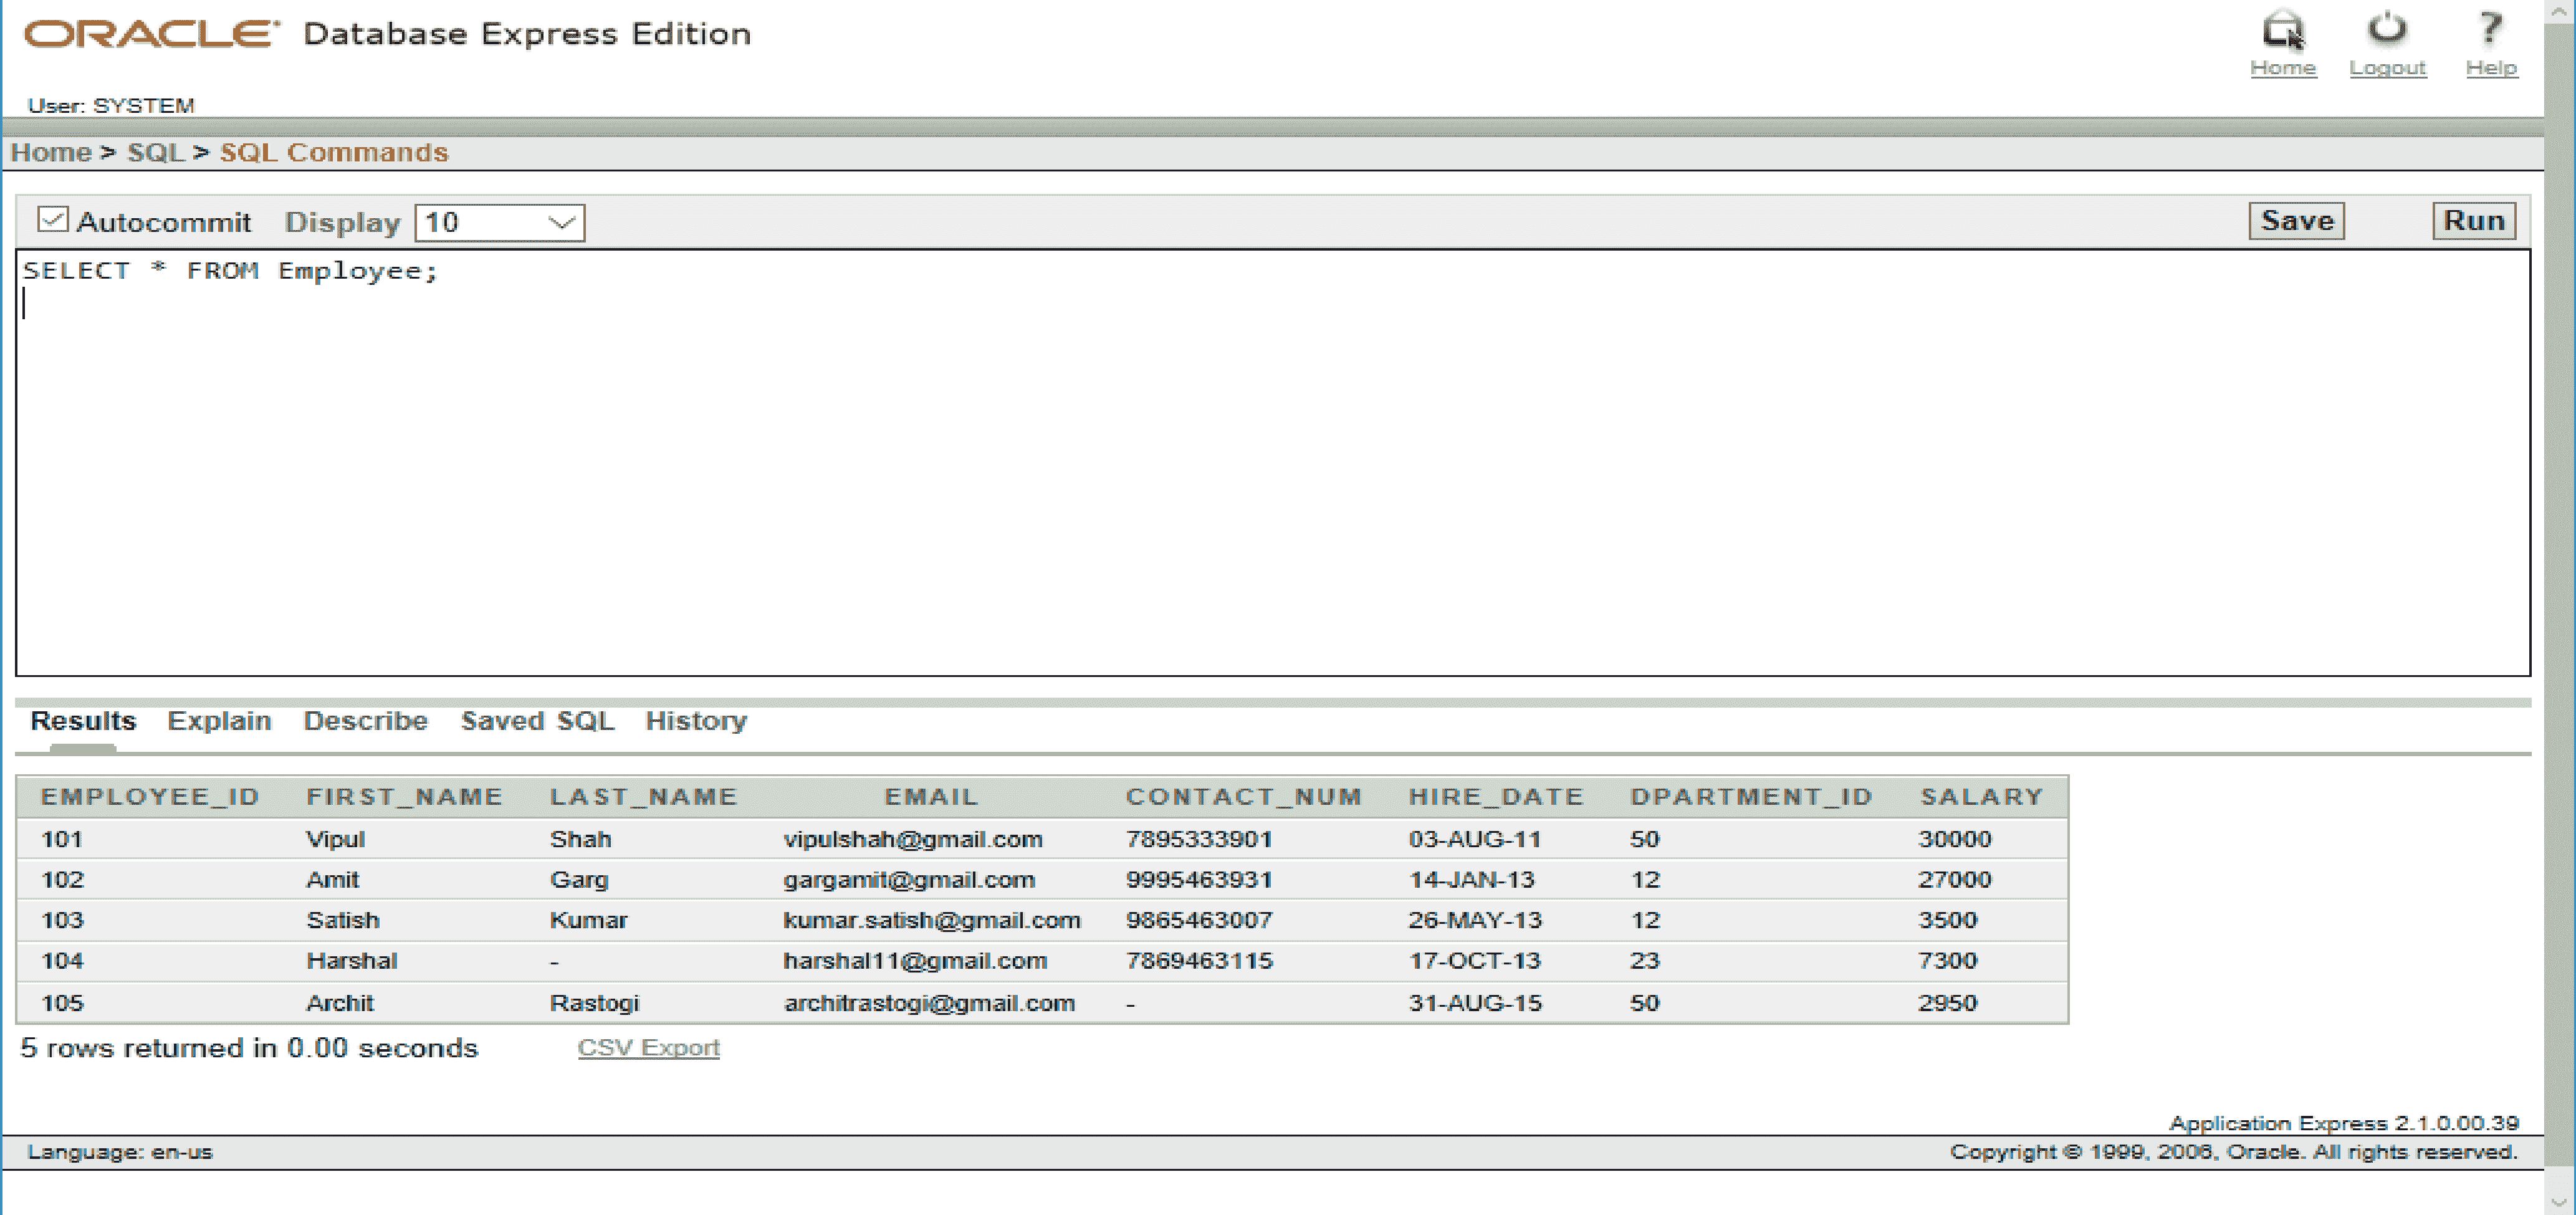 ORACLE Database Express Edition
Home Logout Help
User: SYSTEM
Home > SQL > SQL Commands
Autocommit Display 10 Save Run
SELECT * FROM Employee;
Results Explain Describe Saved SQL History
EMPLOYEE_ID FIRST_NAME LAST_NAME EMAIL CONTACT_NUM HIRE_DATE DPARTMENT_ID SALARY
101 Vipul Shah vipulshah@gmail.com 7895333901 03-AUG-11 50 30000
102 Amit Garg gargamit@gmail.com 9995463931 14-JAN-13 12 27000
103 Satish Kumar kumar.satish@gmail.com 9865463007 26-MAY-13 12 3500
104 Harshal - harshal11@gmail.com 7869463115 17-OCT-13 23 7300
105 Archit Rastogi architrastogi@gmail.com - 31-AUG-15 50 2950
5 rows returned in 0.00 seconds CSV Export
Application Express 2.1.0.00.39
Language: en-us Copyright © 1999, 2006, Oracle. All rights reserved.